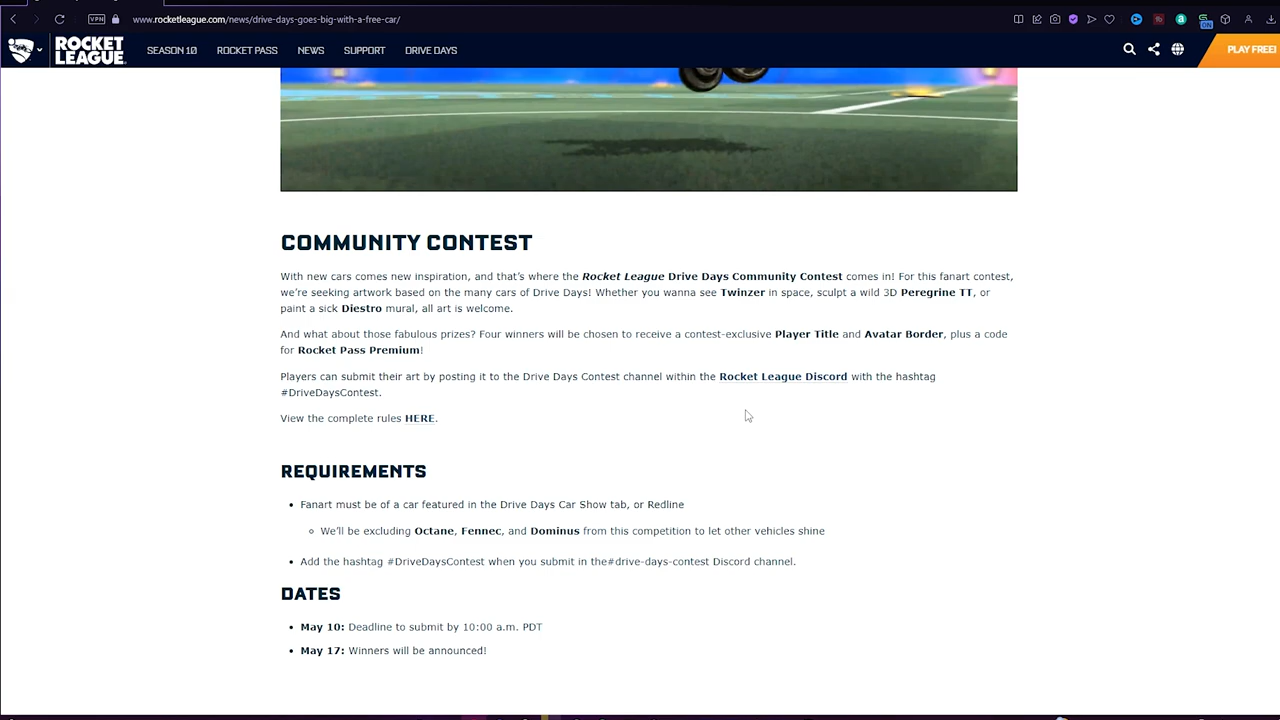 VPN
www.rocketleague.com/news/drive-days-goes-big-with-a-free-car/
ROCKET LEAGUE
SEASON 10 ROCKET PASS NEWS SUPPORT DRIVE DAYS
PLAY FREE!
COMMUNITY CONTEST
With new cars comes new inspiration, and that's where the Rocket League Drive Days Community Contest comes in! For this fanart contest,
we're seeking artwork based on the many cars of Drive Days! Whether you wanna see Twinzer in space, sculpt a wild 3D Peregrine TT, or
paint a sick Diestro mural, all art is welcome.
And what about those fabulous prizes? Four winners will be chosen to receive a contest-exclusive Player Title and Avatar Border, plus a code
for Rocket Pass Premium!
Players can submit their art by posting it to the Drive Days Contest channel within the Rocket League Discord with the hashtag
#DriveDaysContest.
View the complete rules HERE.
REQUIREMENTS
Fanart must be of a car featured in the Drive Days Car Show tab, or Redline
We'll be excluding Octane, Fennec, and Dominus from this competition to let other vehicles shine
Add the hashtag #DriveDaysContest when you submit in the#drive-days-contest Discord channel.
DATES
May 10: Deadline to submit by 10:00 a.m. PDT
May 17: Winners will be announced!